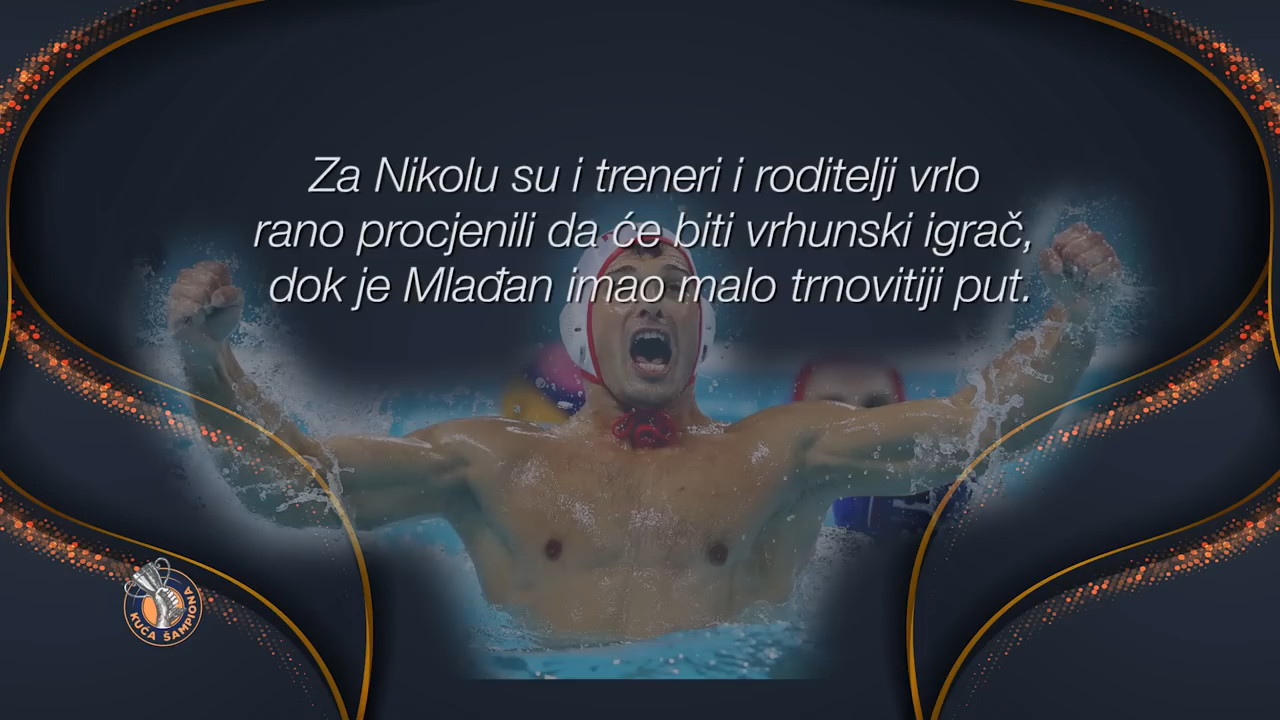 Za Nikolu su i treneri i roditelji vrlo
rano procjenili da će biti vrhunski igrač,
dok je Mlađan imao malo trnovitiji put.
KUĆA ŠAMPIONA